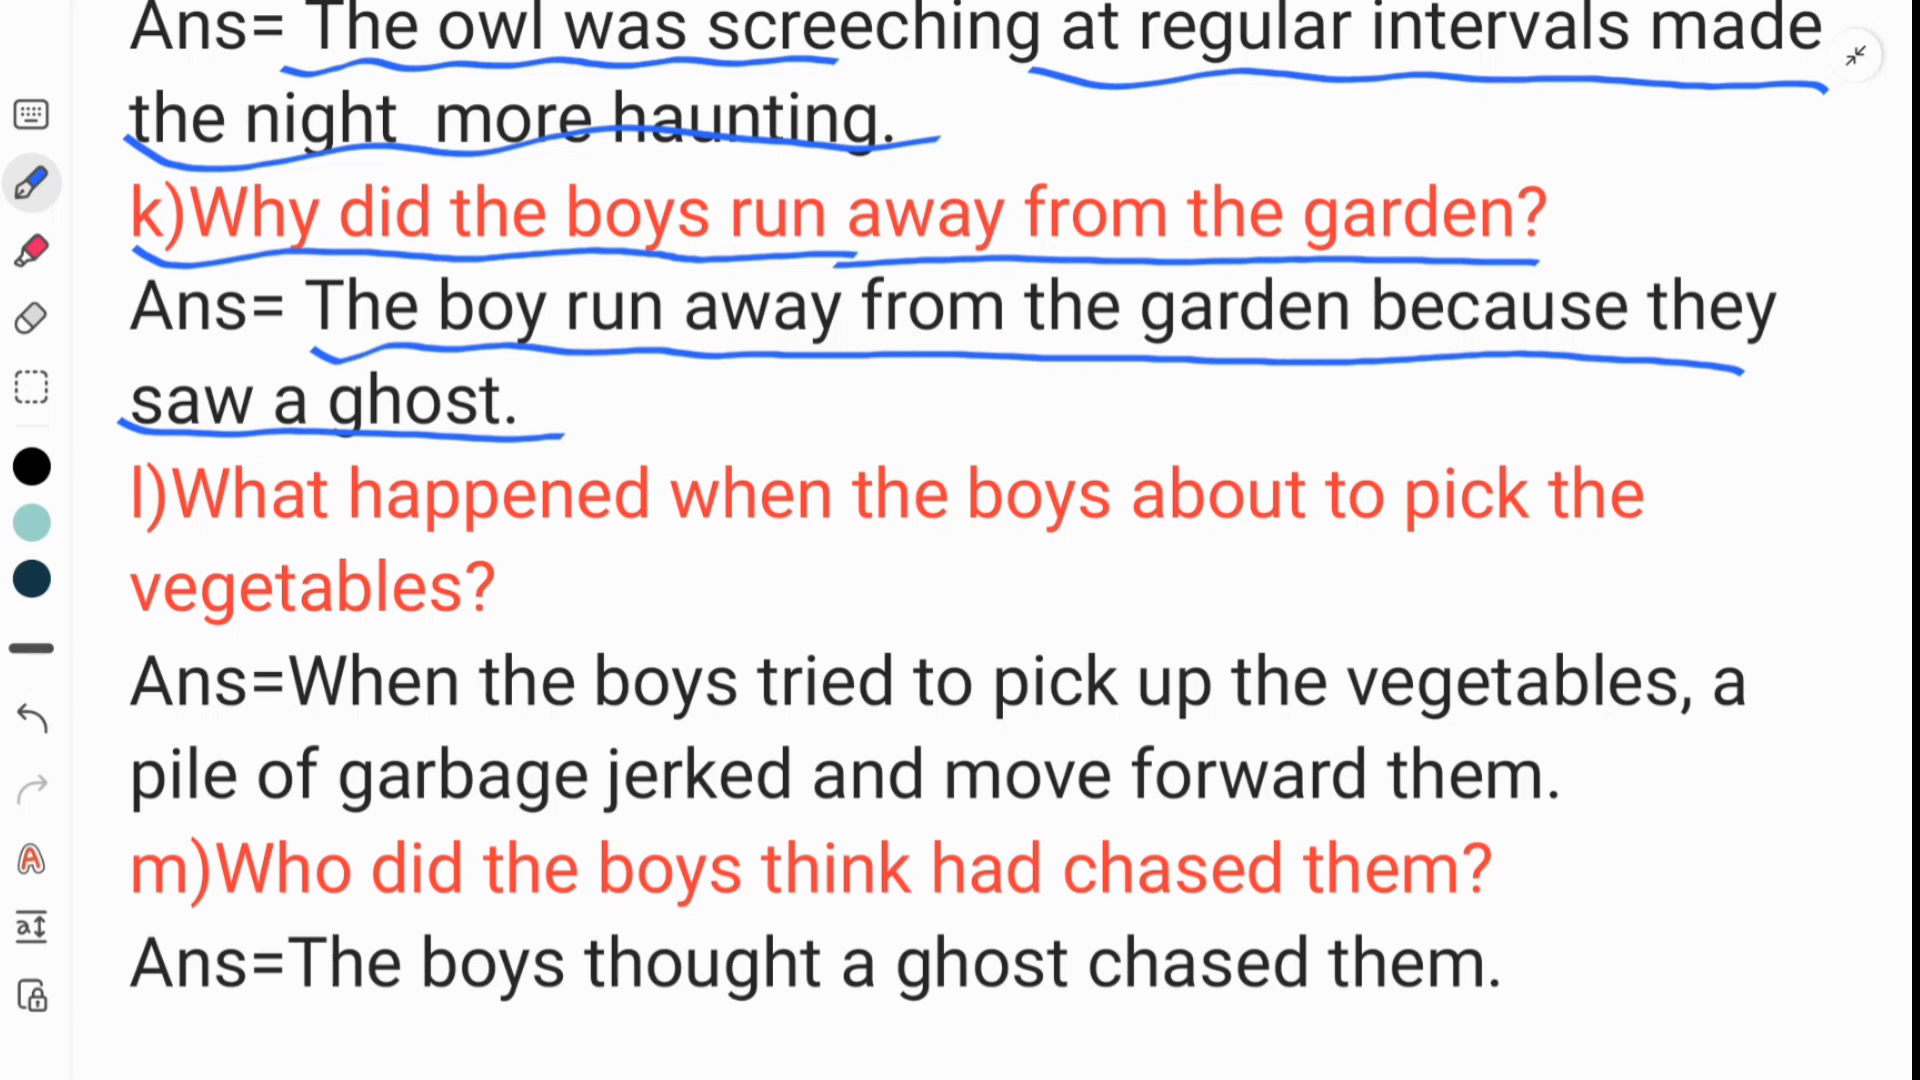 Ans= The owl was screeching at regular intervals made
the night  more haunting.
k)Why did the boys run away from the garden?
Ans= The boy run away from the garden because they
saw a ghost.
l)What happened when the boys about to pick the
vegetables?
Ans=When the boys tried to pick up the vegetables, a
pile of garbage jerked and move forward them.
m)Who did the boys think had chased them?
Ans=The boys thought a ghost chased them.